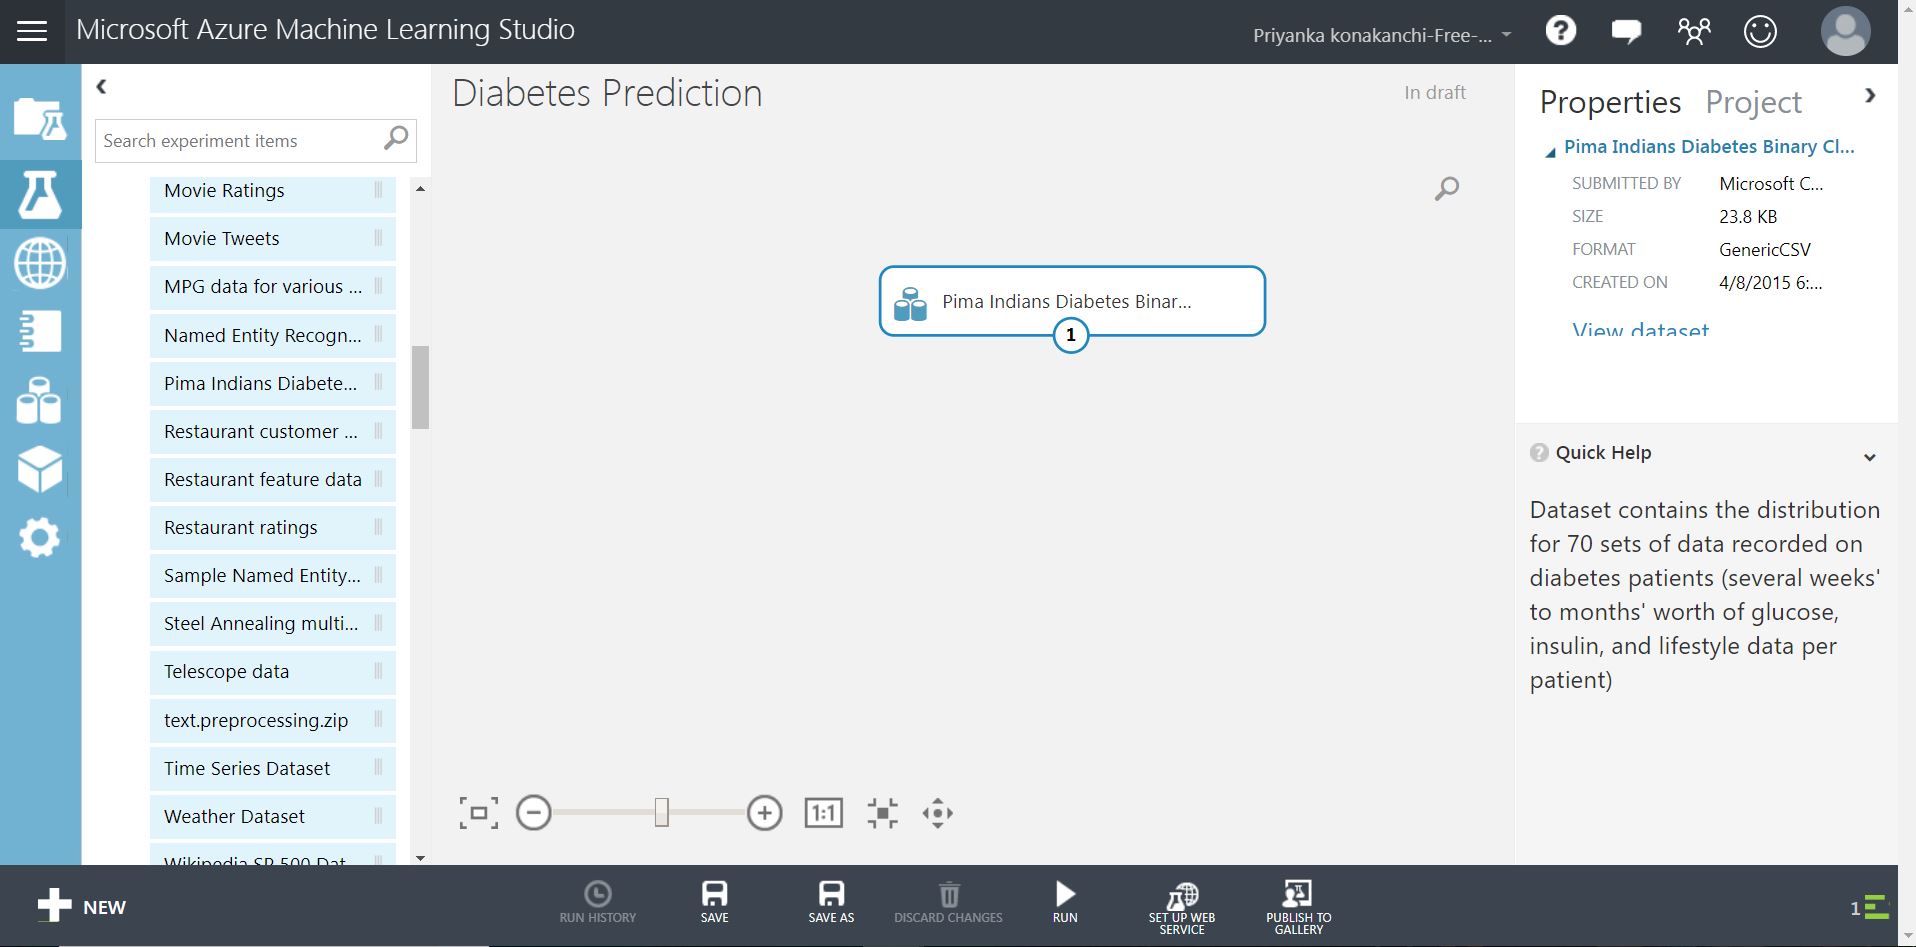 Microsoft Azure Machine Learning Studio
Priyanka konakanchi-Free-...
Search experiment items
Movie Ratings
Movie Tweets
MPG data for various ...
Named Entity Recogn...
Pima Indians Diabete...
Restaurant customer ...
Restaurant feature data
Restaurant ratings
Sample Named Entity...
Steel Annealing multi...
Telescope data
text.preprocessing.zip
Time Series Dataset
Weather Dataset
Wikipedia SP 500 Dat
Diabetes Prediction
In draft
Pima Indians Diabetes Binar...
1
1:1
Properties Project
Pima Indians Diabetes Binary Cl...
SUBMITTED BY Microsoft C...
SIZE 23.8 KB
FORMAT GenericCSV
CREATED ON 4/8/2015 6:...
View dataset
Quick Help
Dataset contains the distribution
for 70 sets of data recorded on
diabetes patients (several weeks'
to months' worth of glucose,
insulin, and lifestyle data per
patient)
NEW
RUN HISTORY
SAVE
SAVE AS
DISCARD CHANGES
RUN
SET UP WEB
SERVICE
PUBLISH TO
GALLERY
1